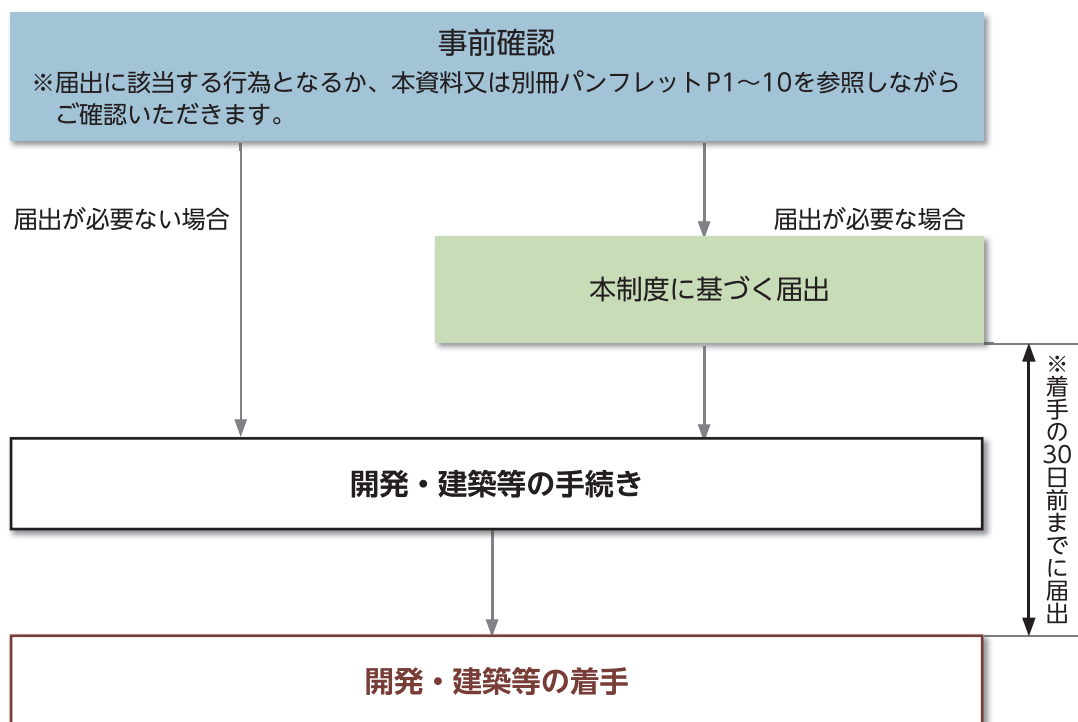 事前確認
※届出に該当する行為となるか、本資料又は別冊パンフレットP1〜10を参照しながら
ご確認いただきます。
届出が必要ない場合
届出が必要な場合
本制度に基づく届出
※着手の30日前までに届出
開発・建築等の手続き
開発・建築等の着手